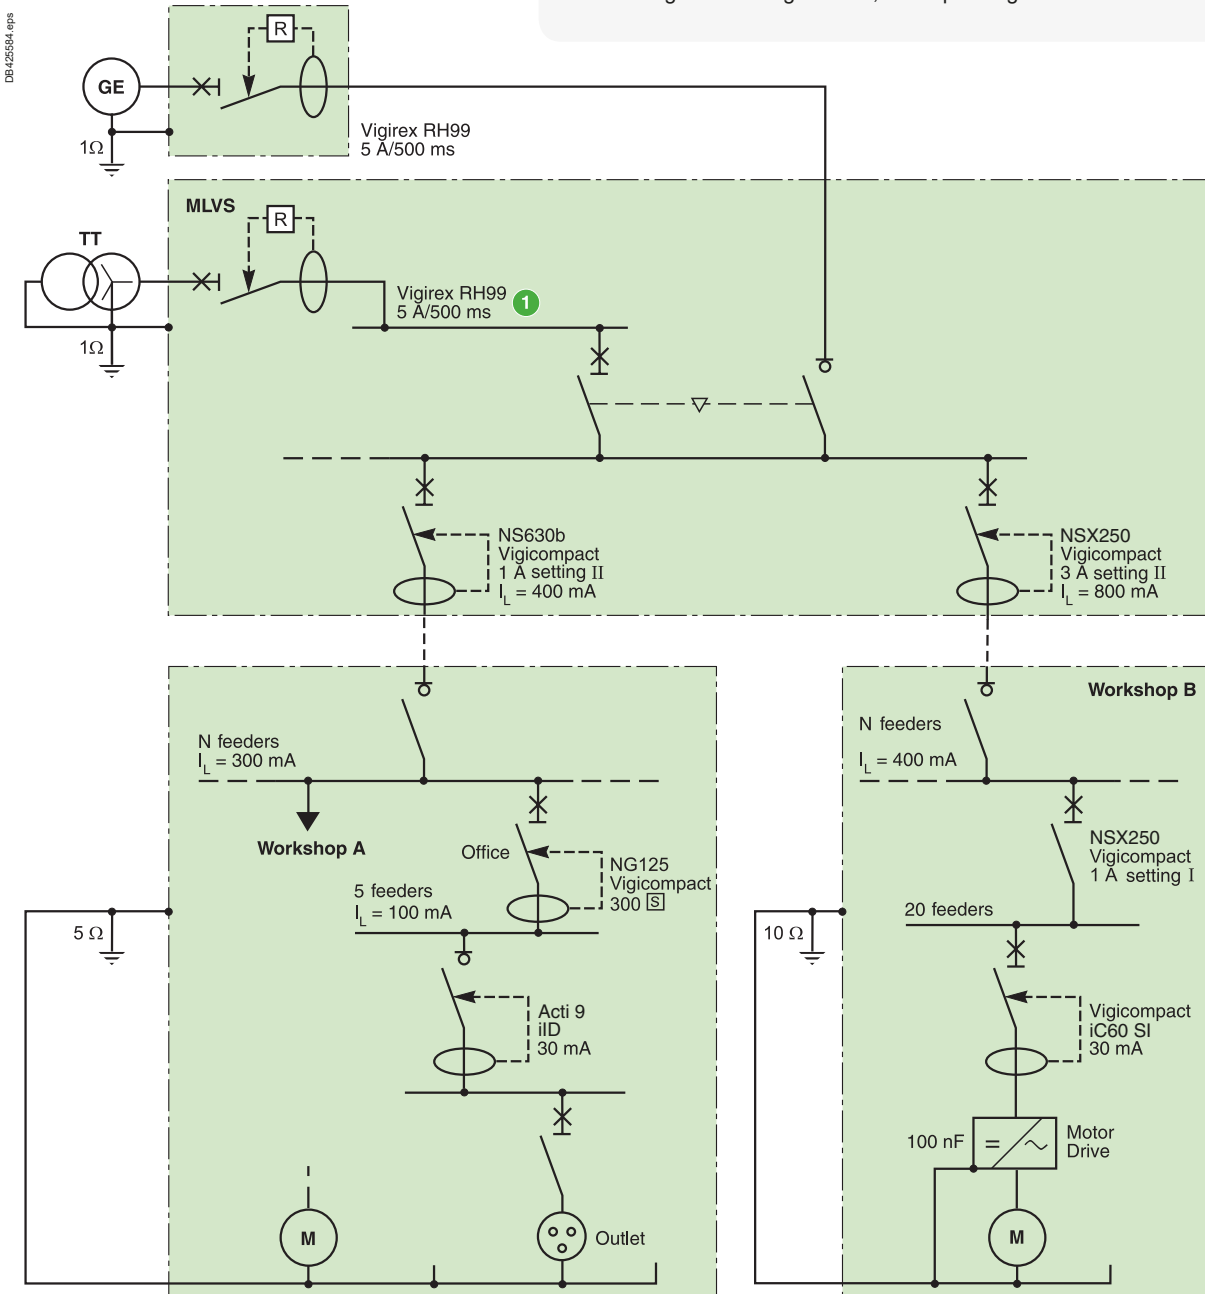 DB425584.eps
R
GE
Vigirex RH99
5 A/500 ms
1Ω
MLVS
R
TT
Vigirex RH99
5 A/500 ms
1
1Ω
NS630b
Vigicompact
1 A setting II
IL = 400 mA
NSX250
Vigicompact
3 A setting II
IL = 800 mA
Workshop B
N feeders
IL = 300 mA
N feeders
IL = 400 mA
Workshop A
Office
NG125
Vigicompact
300 S
NSX250
Vigicompact
1 A setting I
5 feeders
IL = 100 mA
20 feeders
5 Ω
10 Ω
Acti 9
iID
30 mA
Vigicompact
iC60 SI
30 mA
100 nF
=
Motor
Drive
M
Outlet
M